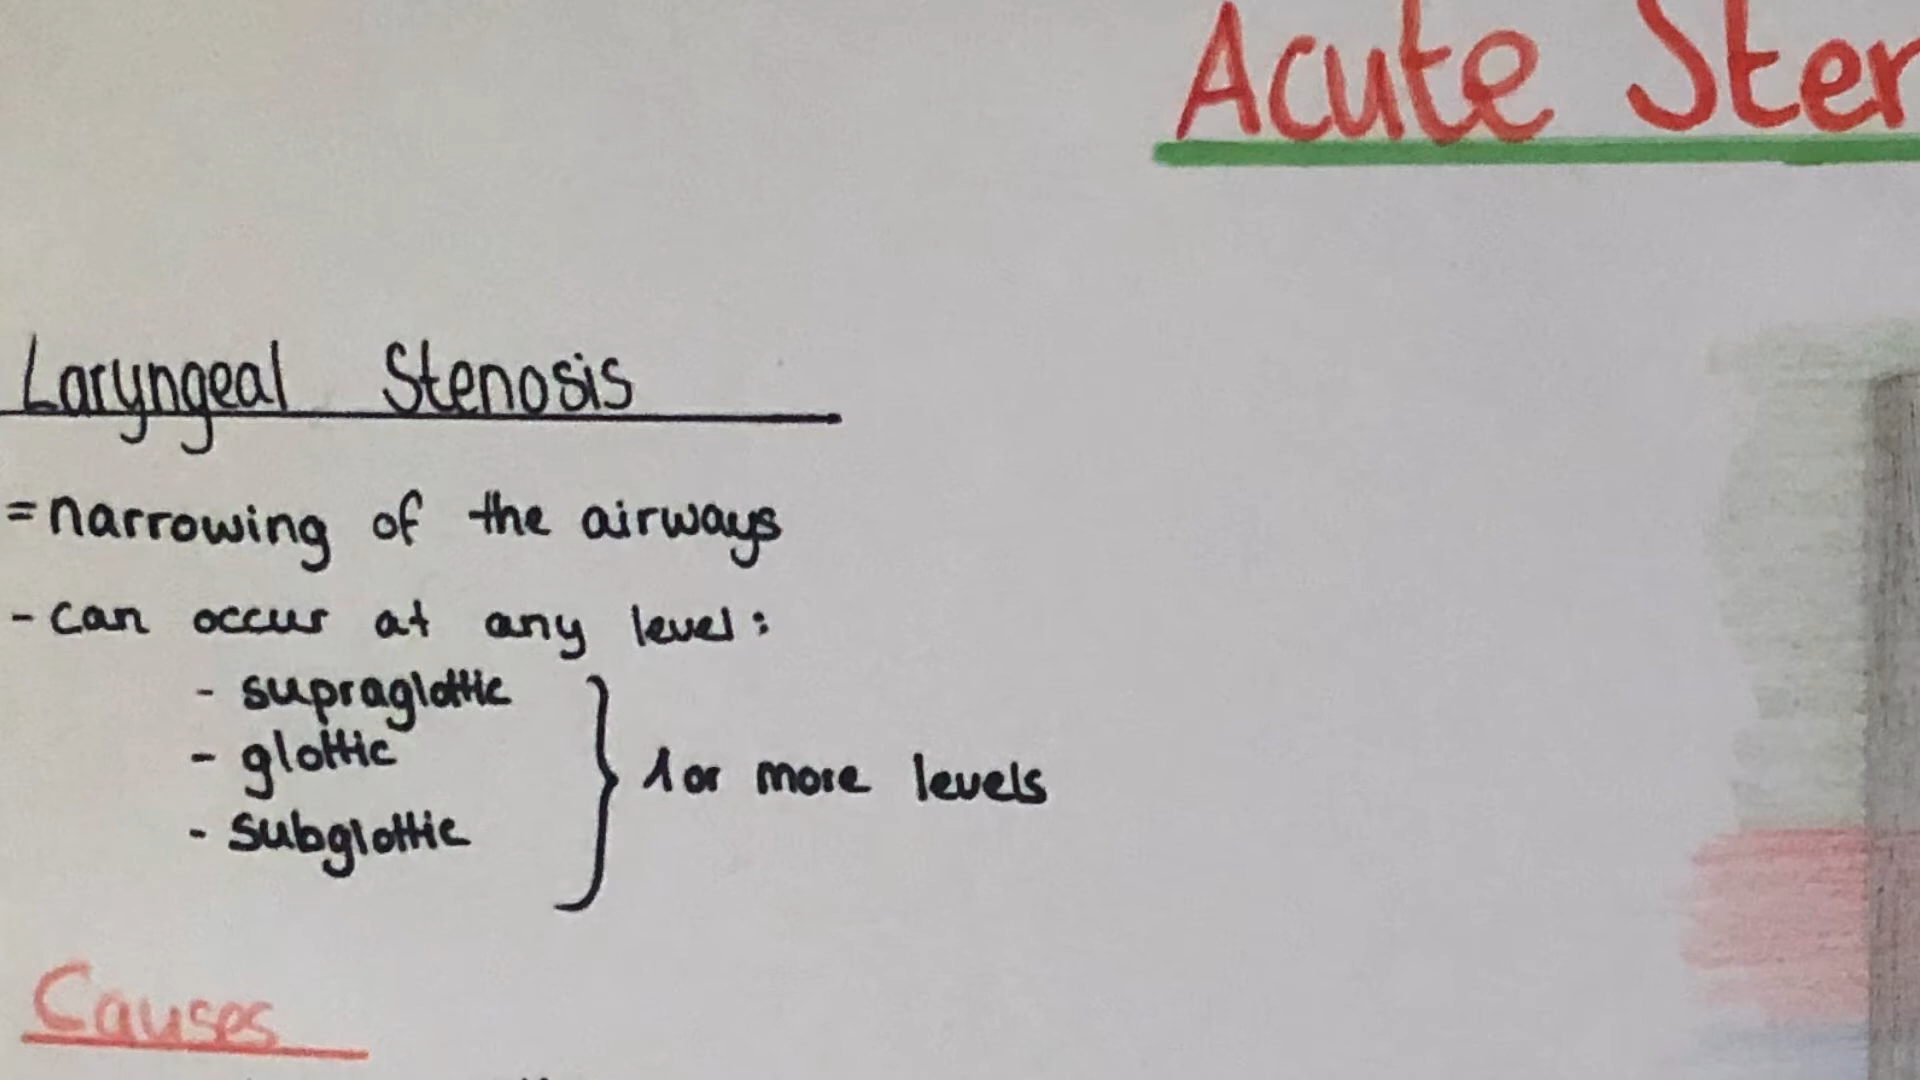 Acute Sten
Laryngeal Stenosis
= narrowing of the airways
- can occur at any level:
- supraglottic
- glottic
- subglottic
1 or more levels
Causes